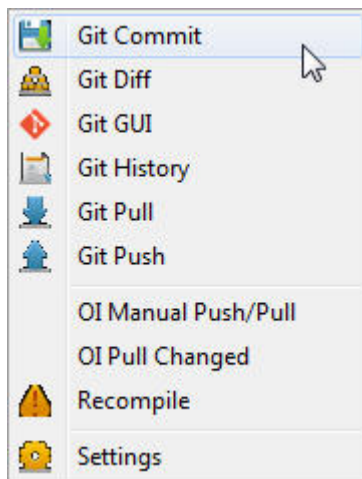 Git Commit
Git Diff
Git GUI
Git History
Git Pull
Git Push
OI Manual Push/Pull
OI Pull Changed
Recompile
Settings